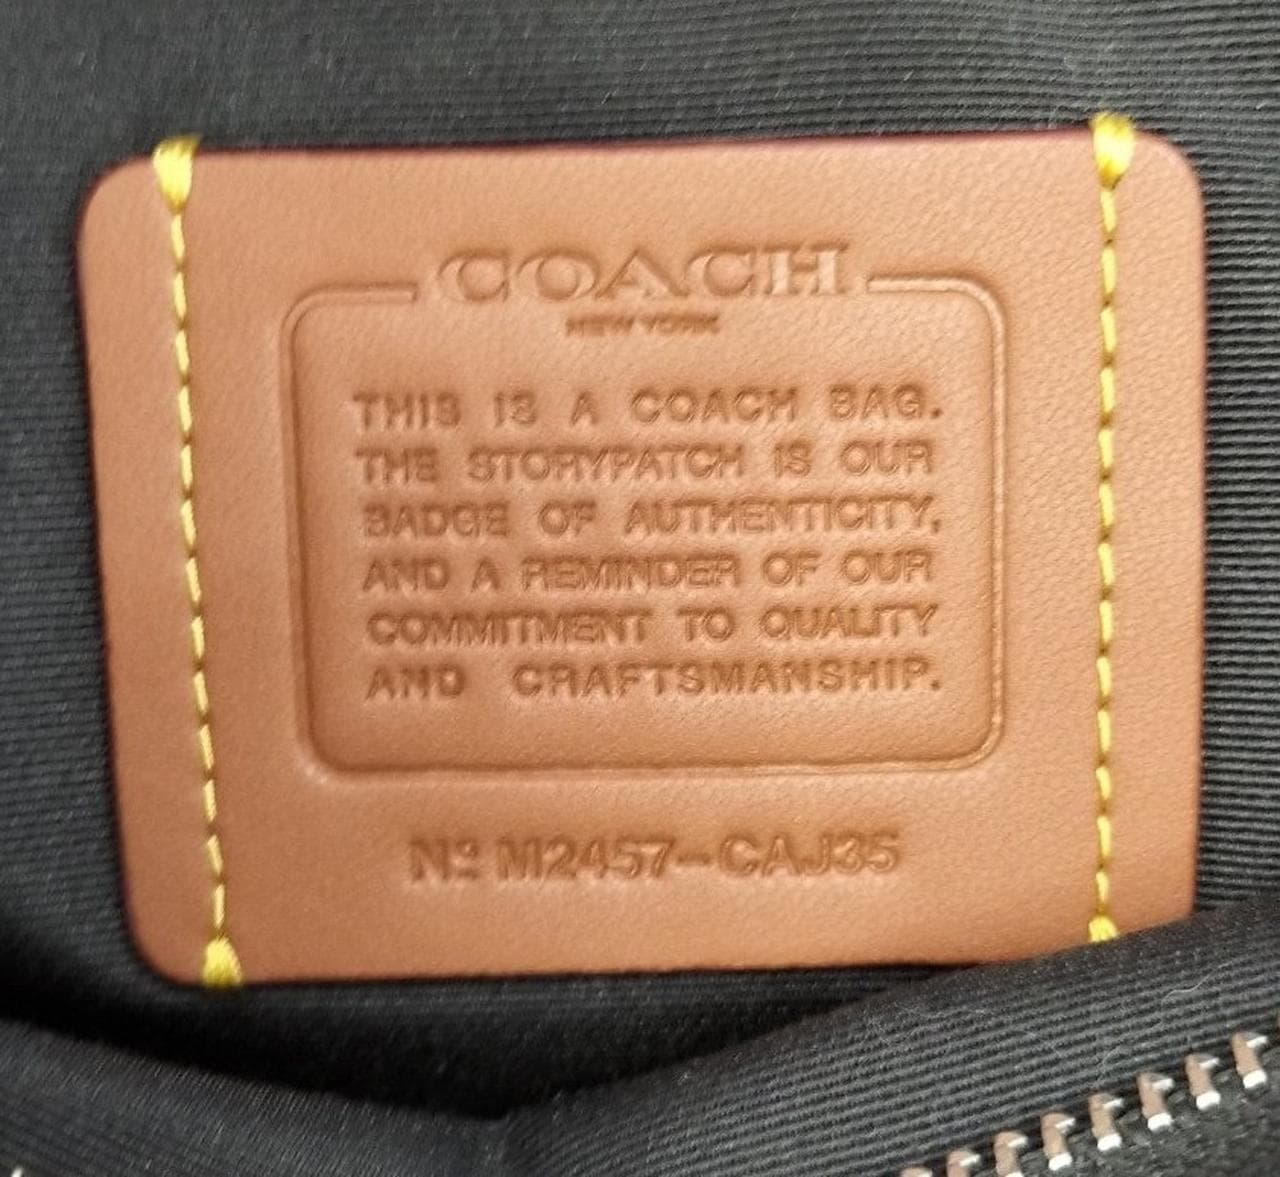 COACH
NEW YORK
THIS IS A COACH BAG.
THE STORYPATCH IS OUR
BADGE OF AUTHENTICITY,
AND A REMINDER OF OUR
COMMITMENT TO QUALITY
AND CRAFTSMANSHIP.
Nº M2457-CAJ35